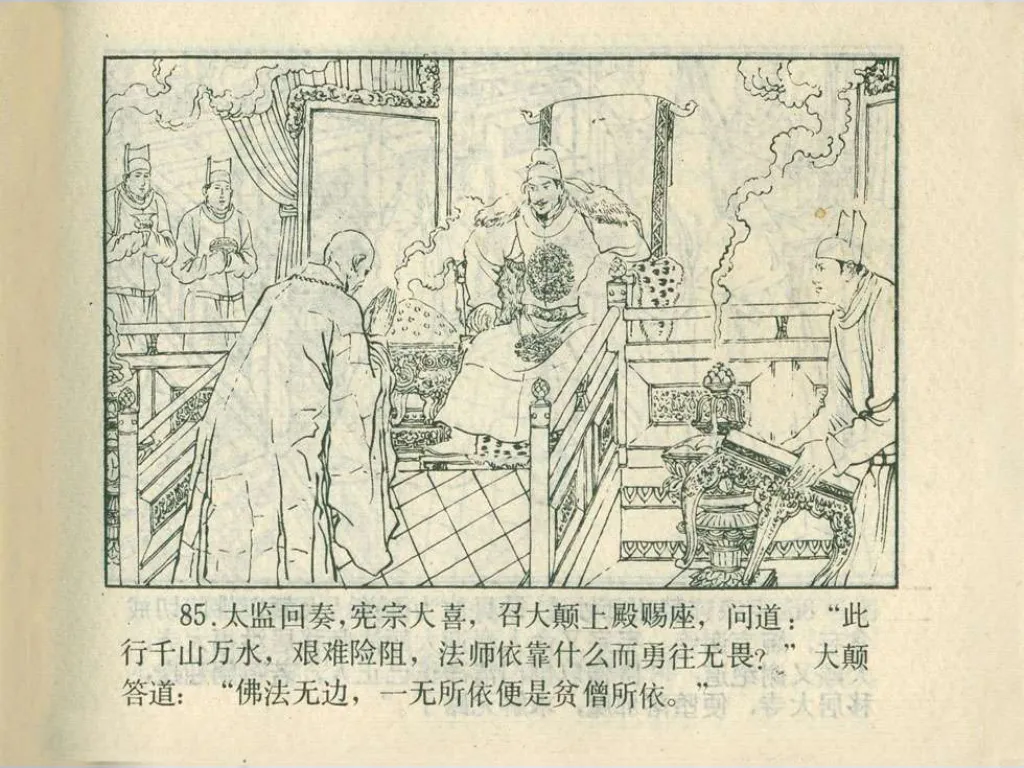 85.太监回奏，宪宗大喜，召大颠上殿赐座，问道：“此
行千山万水，艰难险阻，法师依靠什么而勇往无畏？”大颠
答道：“佛法无边，一无所依便是贫僧所依。”